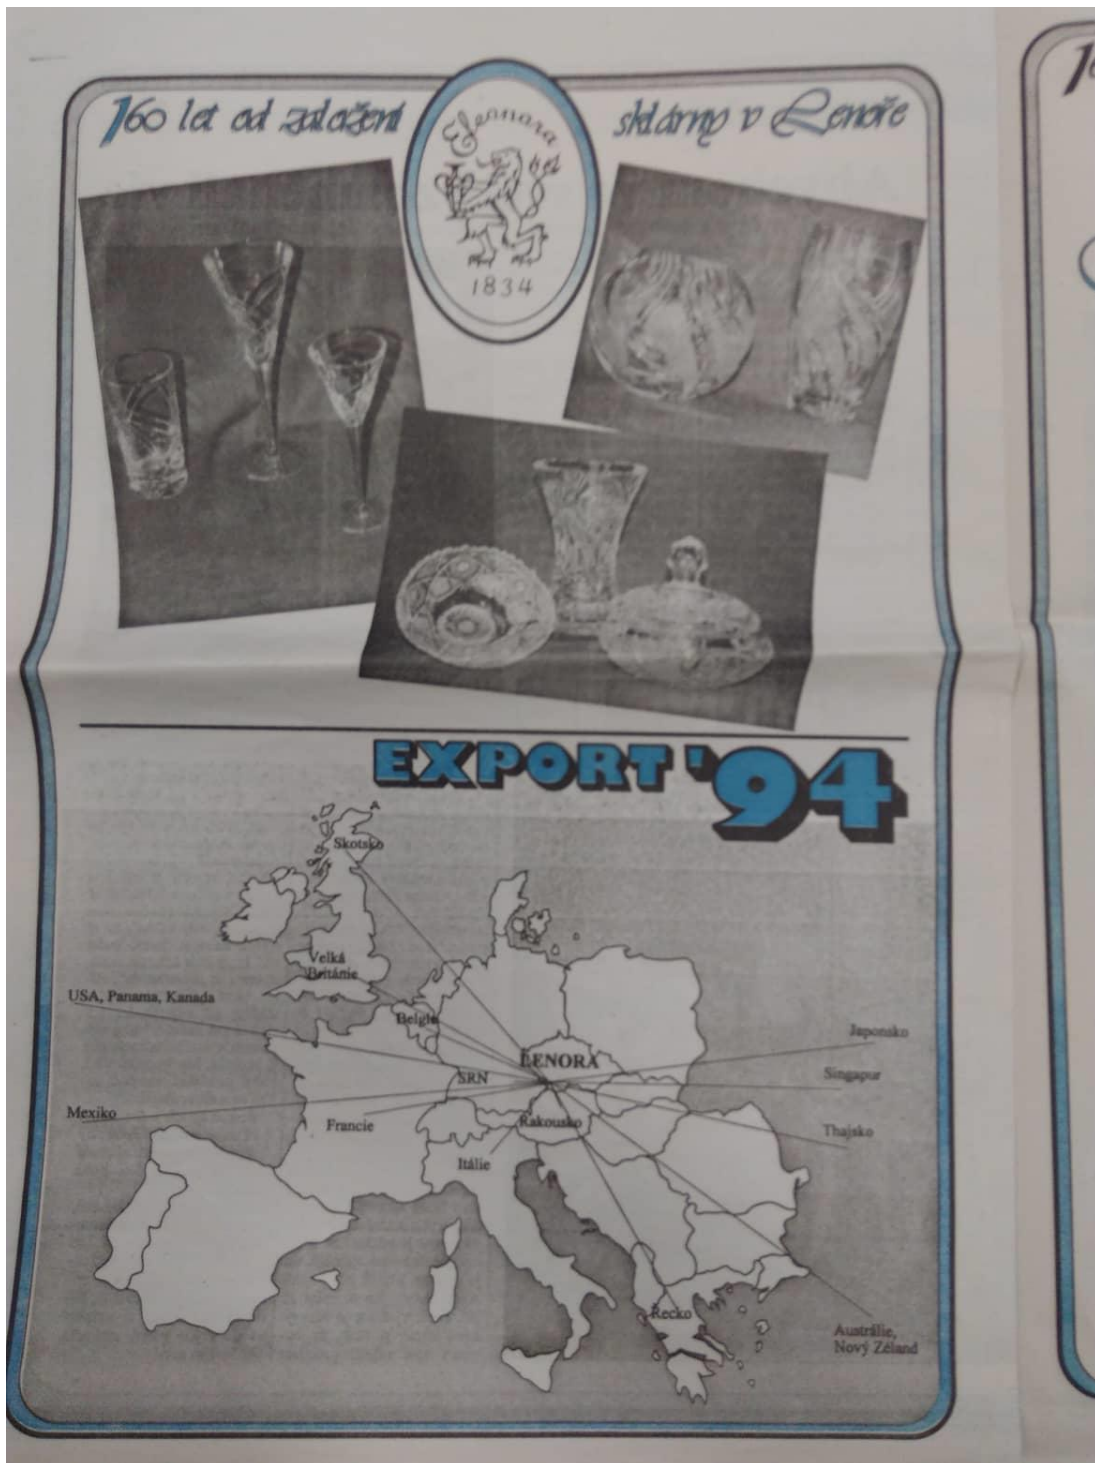 160 let od založení sklárny v Lenoře
Eleonora
1834
EXPORT '94
Skotsko
Velká
Británie
USA, Panama, Kanada
Belgie
Japonsko
LENORA
SRN
Singapur
Mexiko
Francie
Rakousko
Thajsko
Itálie
Řecko
Austrálie,
Nový Zéland